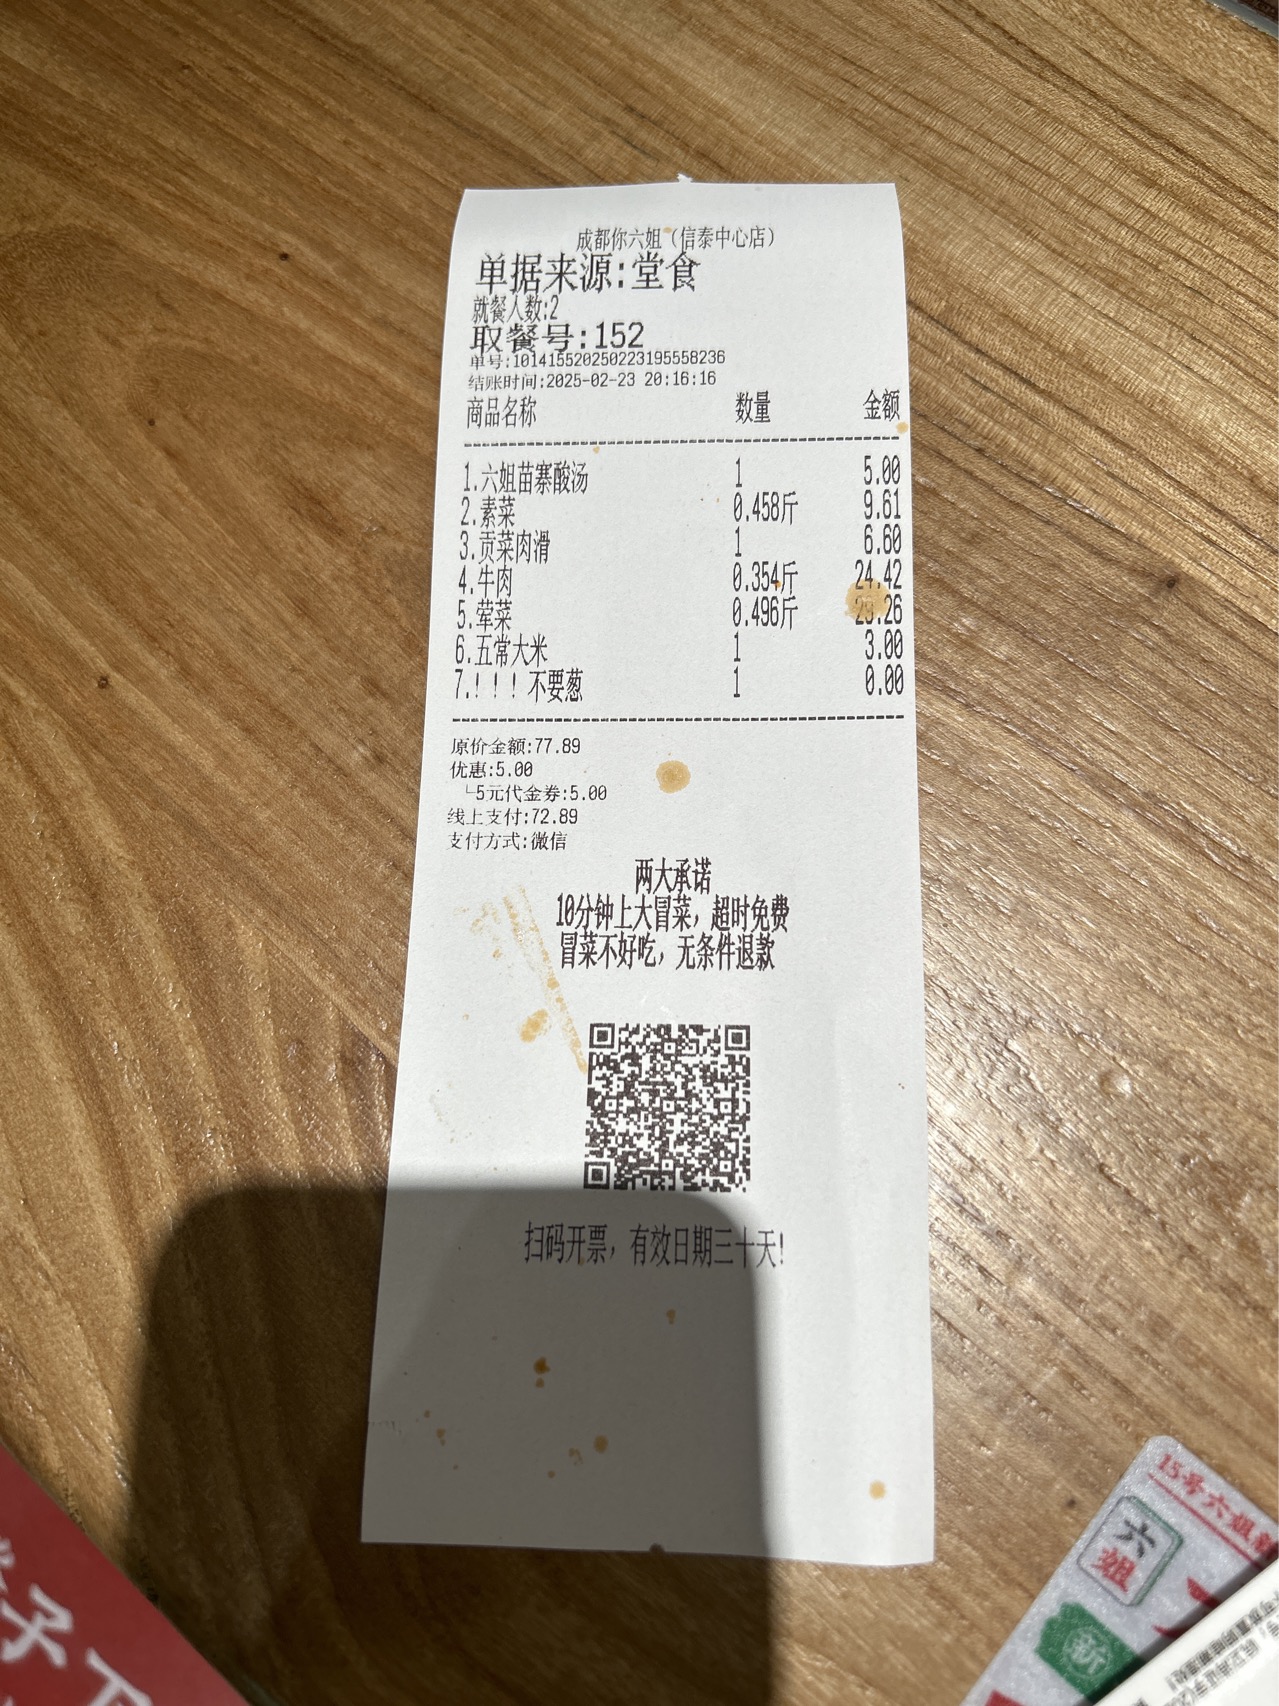 成都你六姐（信泰中心店）
单据来源:堂食
就餐人数:2
取餐号:152
单号:101415520250223195558236
结账时间:2025-02-23 20:16:16
商品名称 数量 金额
1.六姐苗寨酸汤 1 5.00
2.素菜 0.458斤 9.61
3.贡菜肉滑 1 6.60
4.牛肉 0.354斤 24.42
5.荤菜 0.496斤 29.26
6.五常大米 1 3.00
7.！！！不要葱 1 0.00
原价金额:77.89
优惠:5.00
└5元代金券:5.00
线上支付:72.89
支付方式:微信
两大承诺
10分钟上大冒菜，超时免费
冒菜不好吃，无条件退款
扫码开票，有效日期三十天!
15号六姐
六姐
新